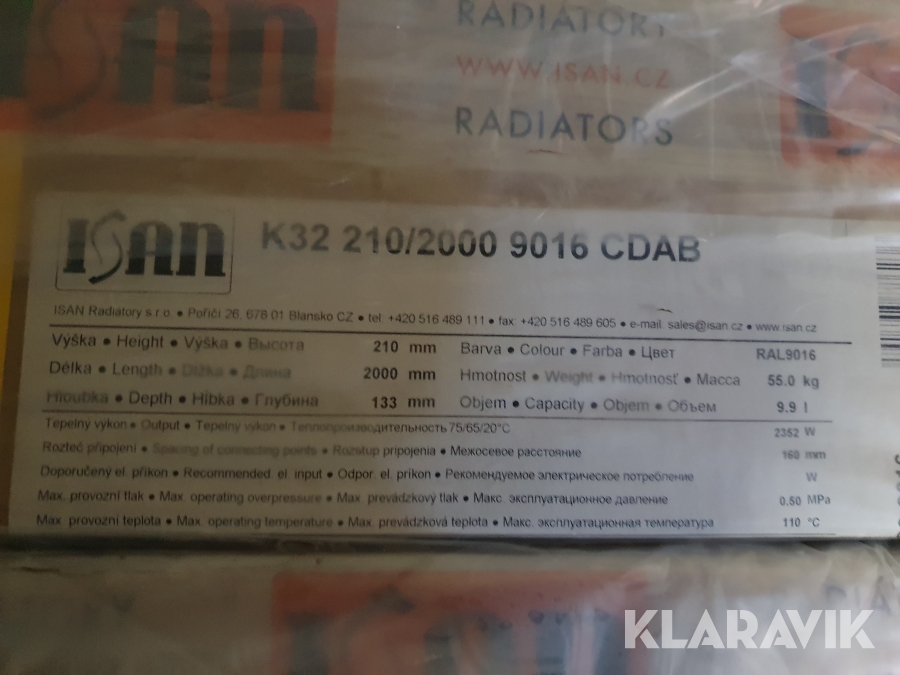 ISAN
RADIÁTORY
WWW.ISAN.CZ
RADIATORS
ISAN K32 210/2000 9016 CDAB
ISAN Radiátory s.r.o. • Poříčí 26, 678 01 Blansko CZ • tel: +420 516 489 111 • fax: +420 516 489 605 • e-mail: sales@isan.cz • www.isan.cz
Výška • Height • Výška • Высота 210 mm Barva • Colour • Farba • Цвет RAL9016
Délka • Length • Dĺžka • Длина 2000 mm Hmotnost • Weight • Hmotnosť • Масса 55.0 kg
Hloubka • Depth • Hĺbka • Глубина 133 mm Objem • Capacity • Objem • Объем 9.9 l
Tepelný výkon • Output • Tepelný výkon • Теплопроизводительность 75/65/20°C 2352 W
Rozteč připojení • Spacing of connecting points • Rozstup pripojenia • Межосевое расстояние 160 mm
Doporučený el. příkon • Recommended. el. input • Odpor. el. príkon • Рекомендуемое электрическое потребление W
Max. provozní tlak • Max. operating overpressure • Max. prevádzkový tlak • Макс. эксплуатационное давление 0.50 MPa
Max. provozní teplota • Max. operating temperature • Max. prevádzková teplota • Макс. эксплуатационная температура 110 °C
KLARAVIK